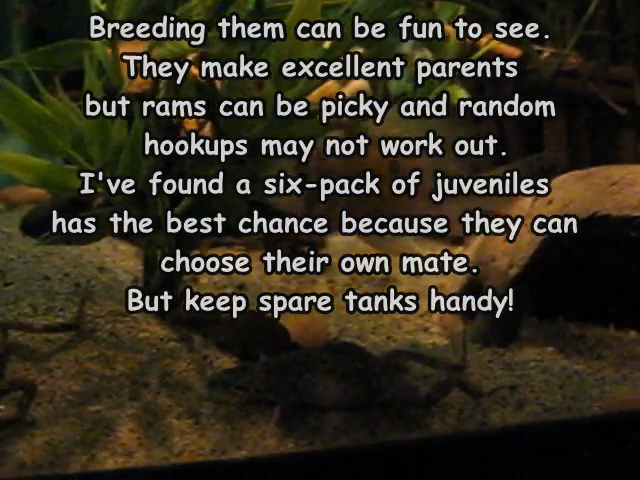 Breeding them can be fun to see.
They make excellent parents
but rams can be picky and random
hookups may not work out.
I've found a six-pack of juveniles
has the best chance because they can
choose their own mate.
But keep spare tanks handy!